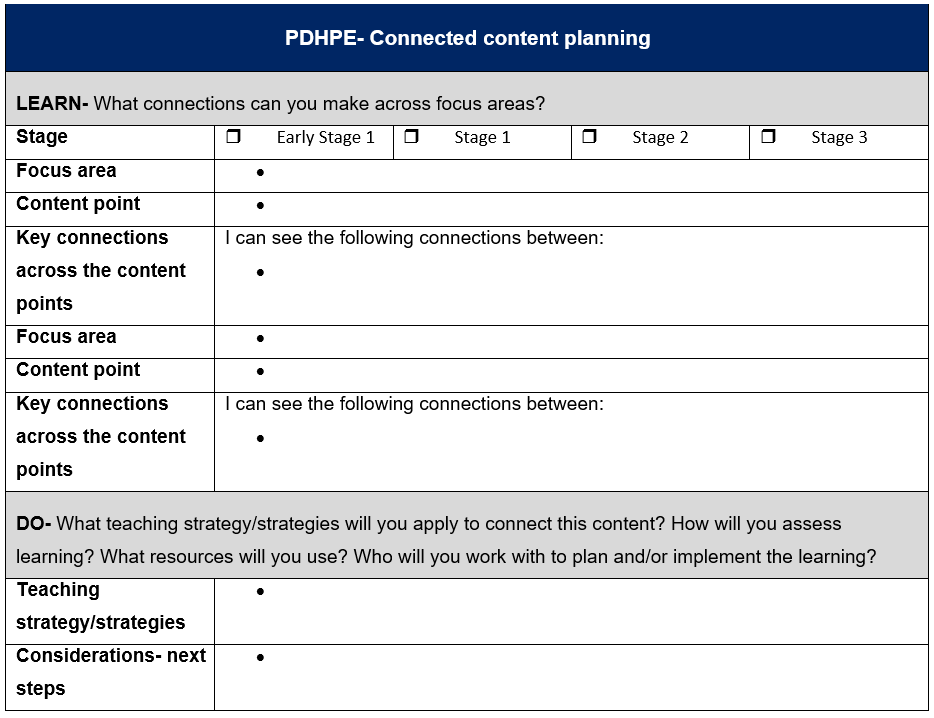 PDHPE- Connected content planning
LEARN- What connections can you make across focus areas?
Stage ❒ Early Stage 1 ❒ Stage 1 ❒ Stage 2 ❒ Stage 3
Focus area •
Content point •
Key connections
across the content
points
I can see the following connections between:
•
Focus area •
Content point •
Key connections
across the content
points
I can see the following connections between:
•
DO- What teaching strategy/strategies will you apply to connect this content? How will you assess
learning? What resources will you use? Who will you work with to plan and/or implement the learning?
Teaching
strategy/strategies
•
Considerations- next
steps
•